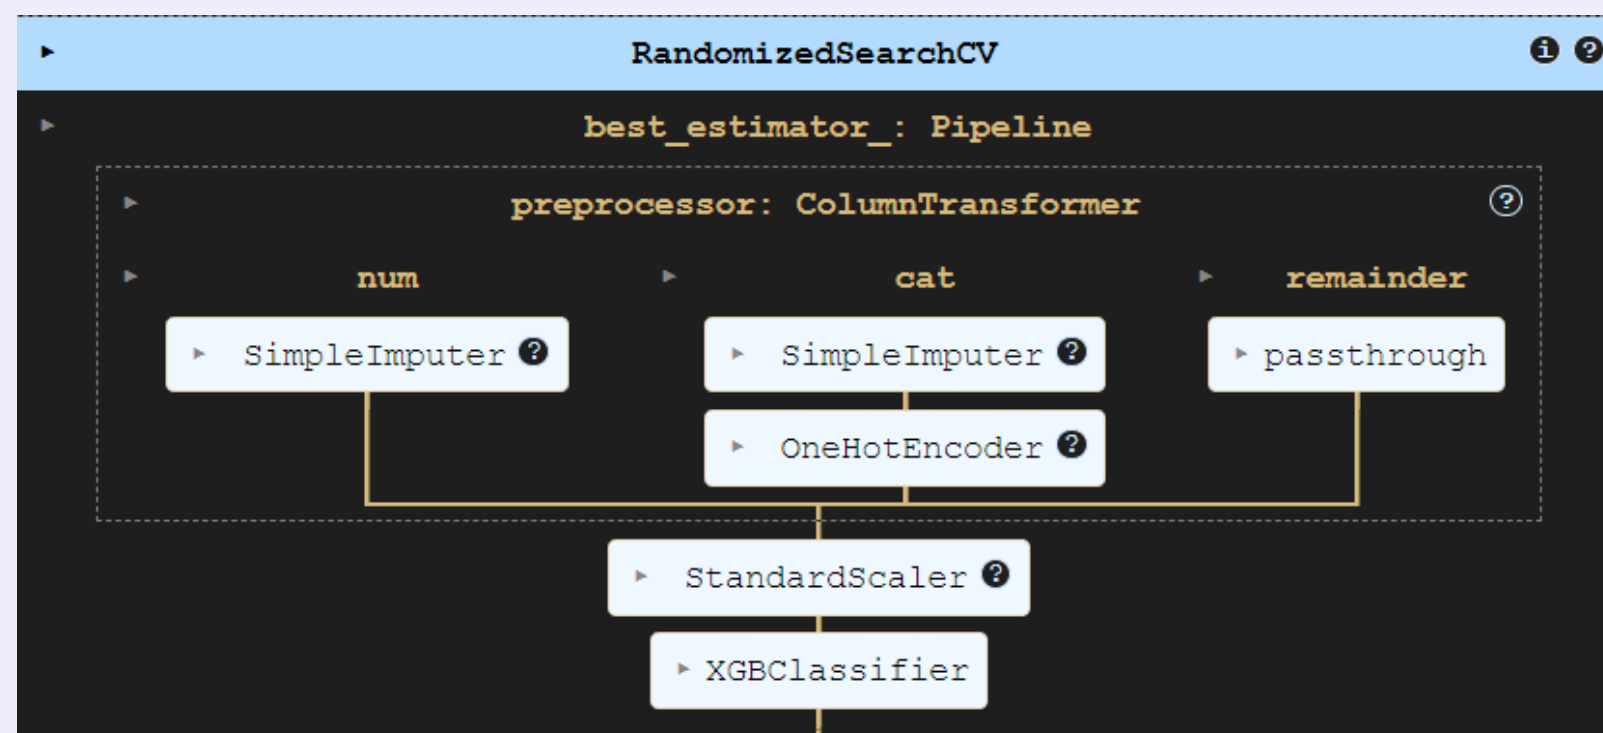 RandomizedSearchCV i ?
best_estimator_: Pipeline
preprocessor: ColumnTransformer ?
num cat remainder
SimpleImputer ? SimpleImputer ? passthrough
OneHotEncoder ?
StandardScaler ?
XGBClassifier